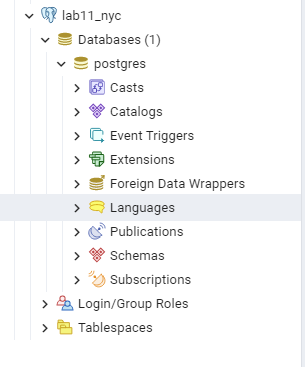 lab11_nyc
Databases (1)
postgres
Casts
Catalogs
Event Triggers
Extensions
Foreign Data Wrappers
Languages
Publications
Schemas
Subscriptions
Login/Group Roles
Tablespaces